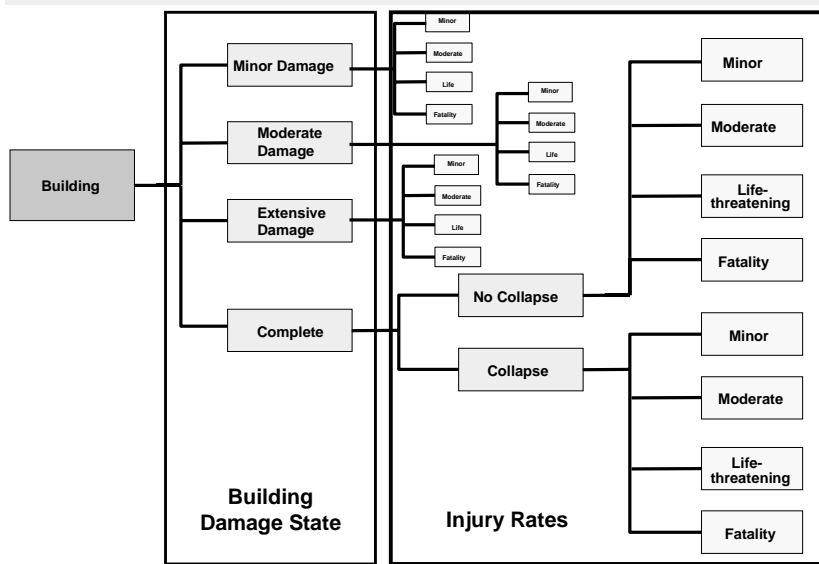 Building
Minor Damage
Moderate
Damage
Extensive
Damage
Complete
Building
Damage State
Minor
Moderate
Life
Fatality
Minor
Moderate
Life
Fatality
Minor
Moderate
Life
Fatality
No Collapse
Collapse
Injury Rates
Minor
Moderate
Life-
threatening
Fatality
Minor
Moderate
Life-
threatening
Fatality